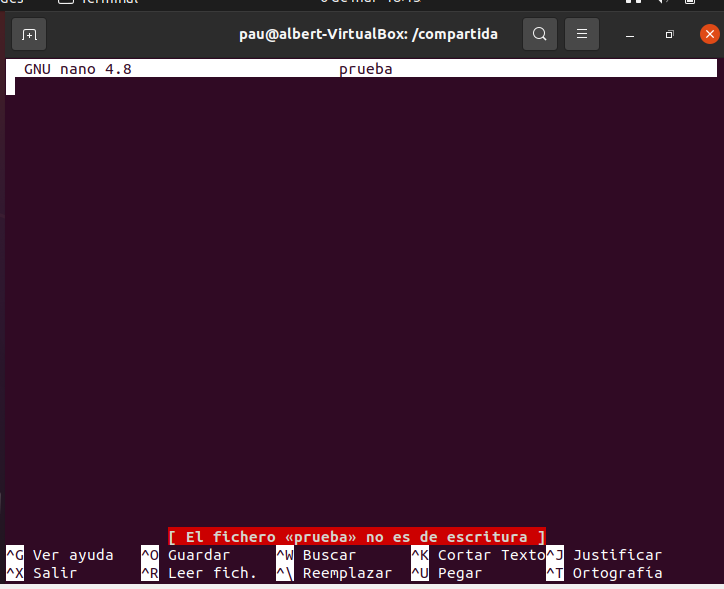 pau@albert-VirtualBox: /compartida
GNU nano 4.8 prueba
[ El fichero «prueba» no es de escritura ]
^G Ver ayuda ^O Guardar ^W Buscar ^K Cortar Texto ^J Justificar
^X Salir ^R Leer fich. ^\ Reemplazar ^U Pegar ^T Ortografía